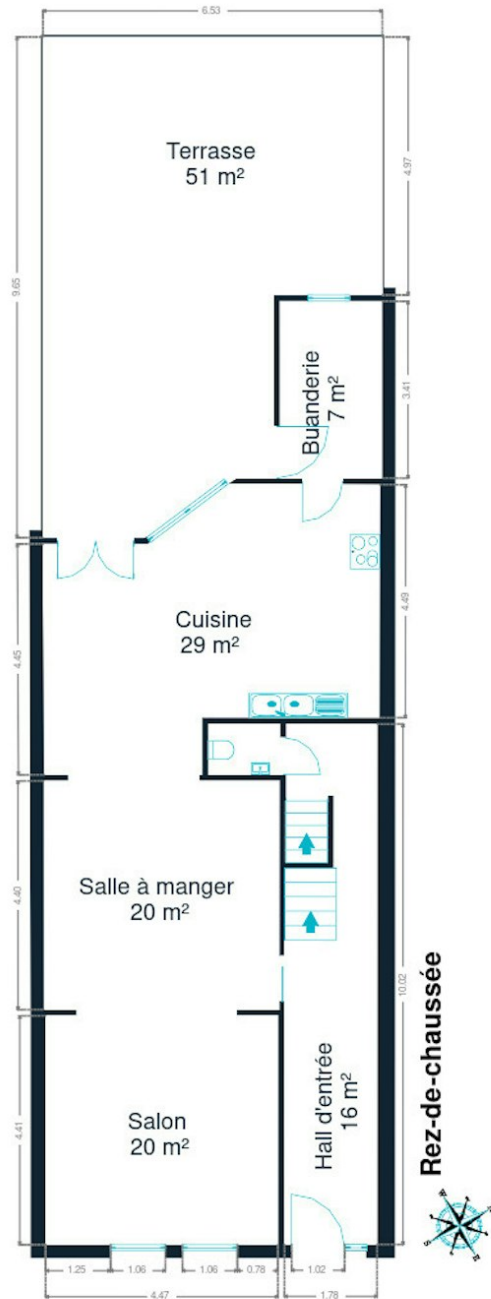 6.53
Terrasse
51 m²
4.97
9.65
Buanderie
7 m²
3.41
Cuisine
29 m²
4.49
4.45
Salle à manger
20 m²
4.40
10.02
Rez-de-chaussée
Hall d'entrée
16 m²
Salon
20 m²
4.41
1.25
1.06
1.06
0.78
1.02
4.47
1.78